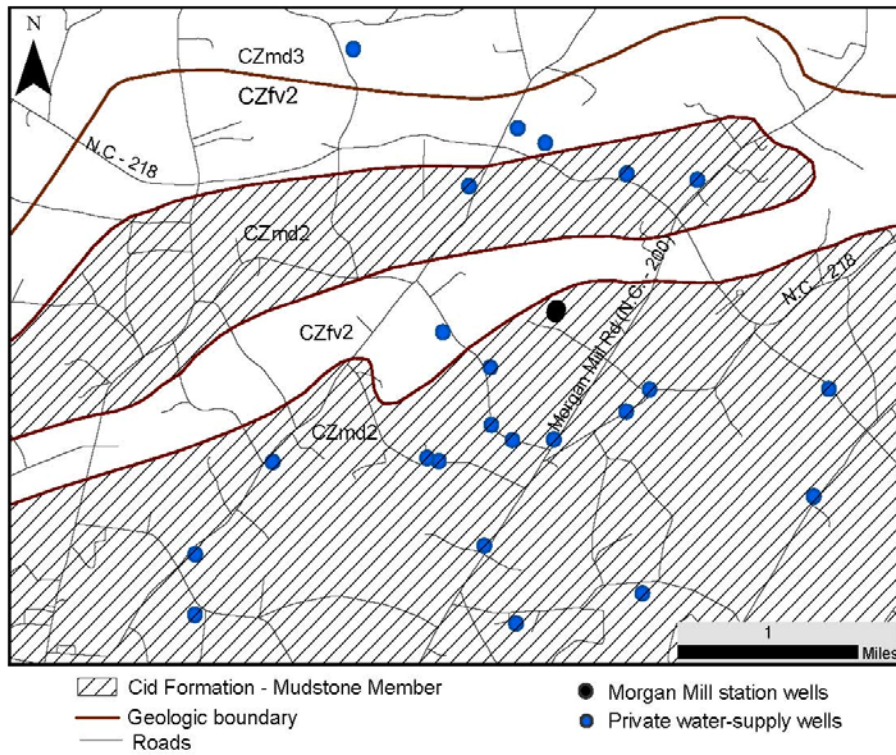 N
CZmd3
CZfv2
N.C - 218
CZmd2
Morgan Mill Rd (N.C. - 200)
N.C. - 218
CZfv2
CZmd2
1
Miles
Cid Formation - Mudstone Member
Geologic boundary
Roads
Morgan Mill station wells
Private water-supply wells